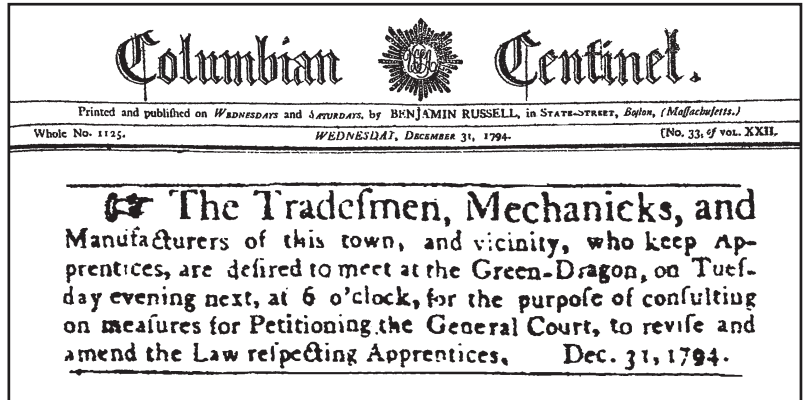 Columbian Centinel.
Printed and publiſhed on WEDNESDAYS and SATURDAYS, by BENJAMIN RUSSELL, in STATE-STREET, Boſton, (Maſſachuſetts.)
Whole No. 1125. WEDNESDAY, DECEMBER 31, 1794. (No. 33, of VOL. XXII.
☞ The Tradeſmen, Mechanicks, and
Manufacturers of this town, and vicinity, who keep Ap-
prentices, are deſired to meet at the Green-Dragon, on Tueſ-
day evening next, at 6 o'clock, for the purpoſe of conſulting
on meaſures for Petitioning the General Court, to reviſe and
amend the Law reſpecting Apprentices. Dec. 31, 1794.